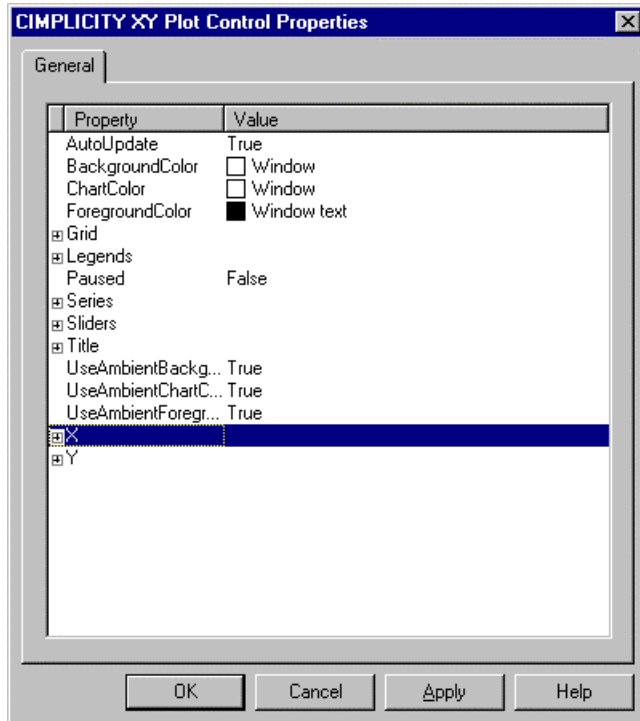 CIMPLICITY XY Plot Control Properties
General
Property Value
AutoUpdate True
BackgroundColor Window
ChartColor Window
ForegroundColor Window text
Grid
Legends
Paused False
Series
Sliders
Title
UseAmbientBackg... True
UseAmbientChartC... True
UseAmbientForegr... True
X
Y
OK Cancel Apply Help